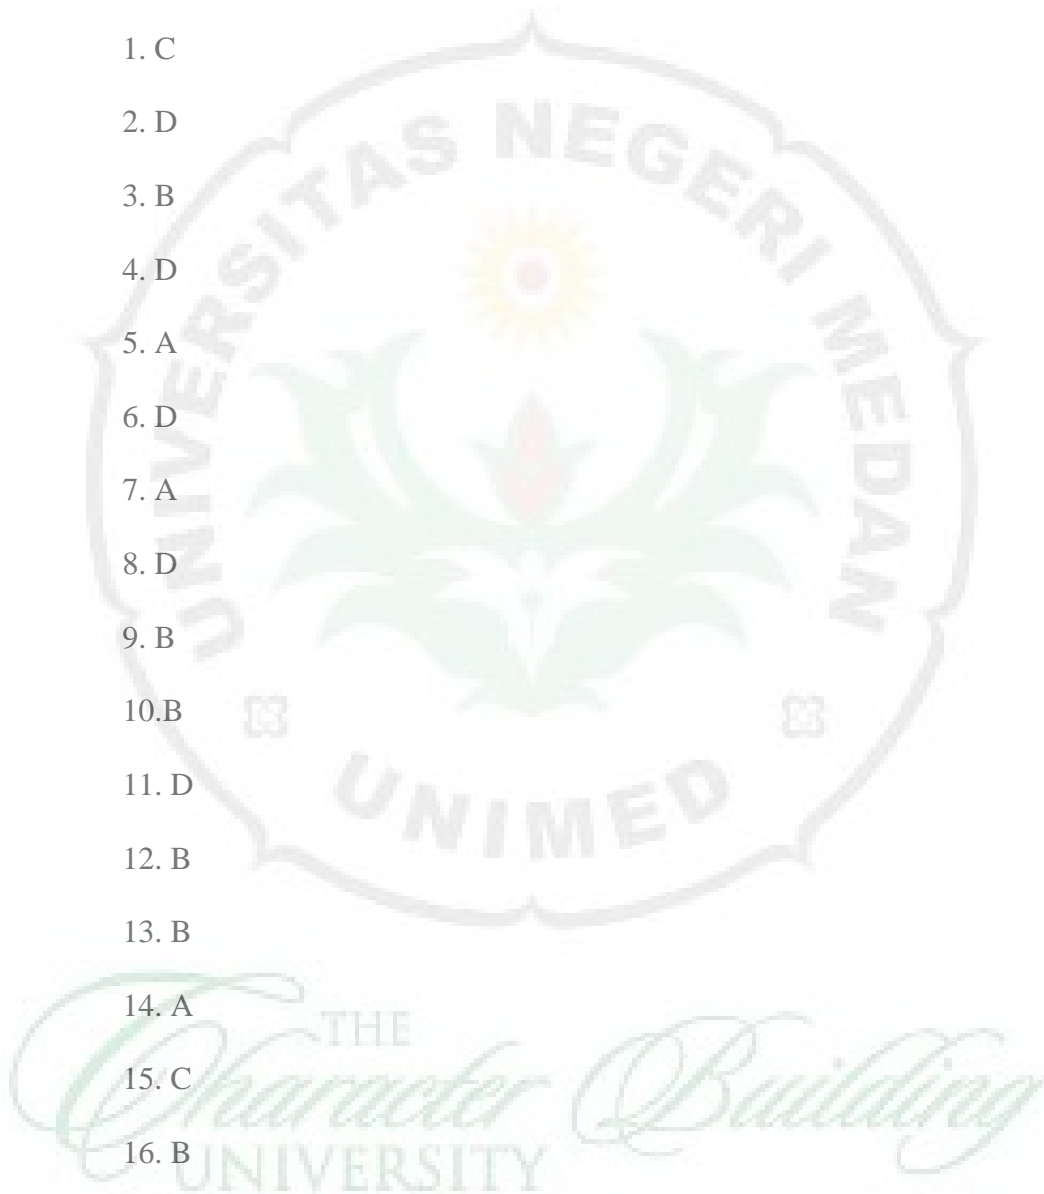 1. C
2. D
3. B
4. D
5. A
6. D
7. A
8. D
9. B
10.B
11. D
12. B
13. B
14. A
15. C
16. B
UNIVERSITAS NEGERI MEDAN
UNIMED
THE
Character Building
UNIVERSITY